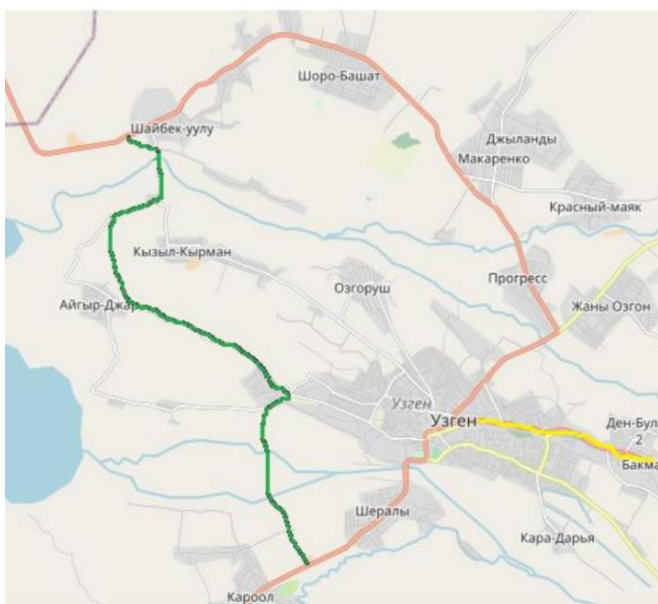 Шоро-Башат
Шайбек-уулу
Джыланды
Макаренко
Красный-маяк
Кызыл-Кырман
Прогресс
Озгоруш
Айгыр-Джар
Жаны Озгон
Узген
Узген
Ден-Бул
2
Бакма
Шералы
Кара-Дарья
Кароол